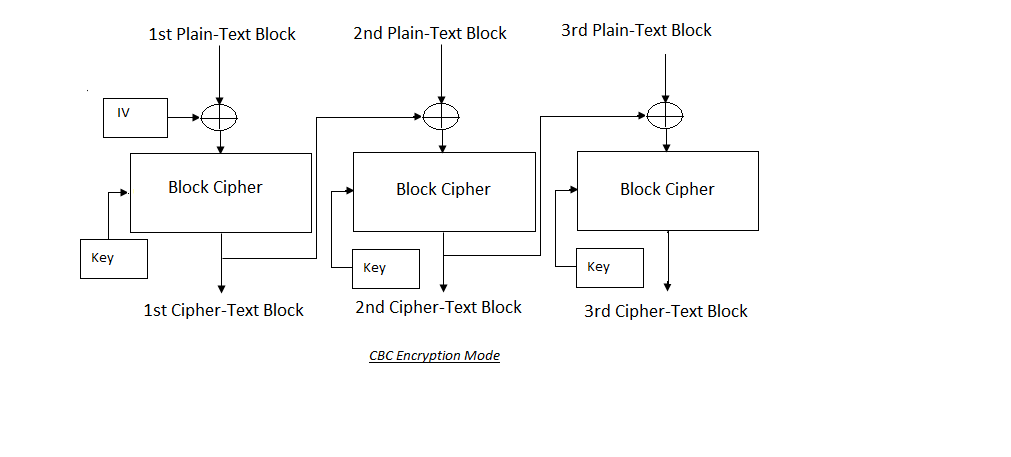 1st Plain-Text Block
2nd Plain-Text Block
3rd Plain-Text Block
IV
Block Cipher
Block Cipher
Block Cipher
Key
Key
Key
1st Cipher-Text Block
2nd Cipher-Text Block
3rd Cipher-Text Block
CBC Encryption Mode